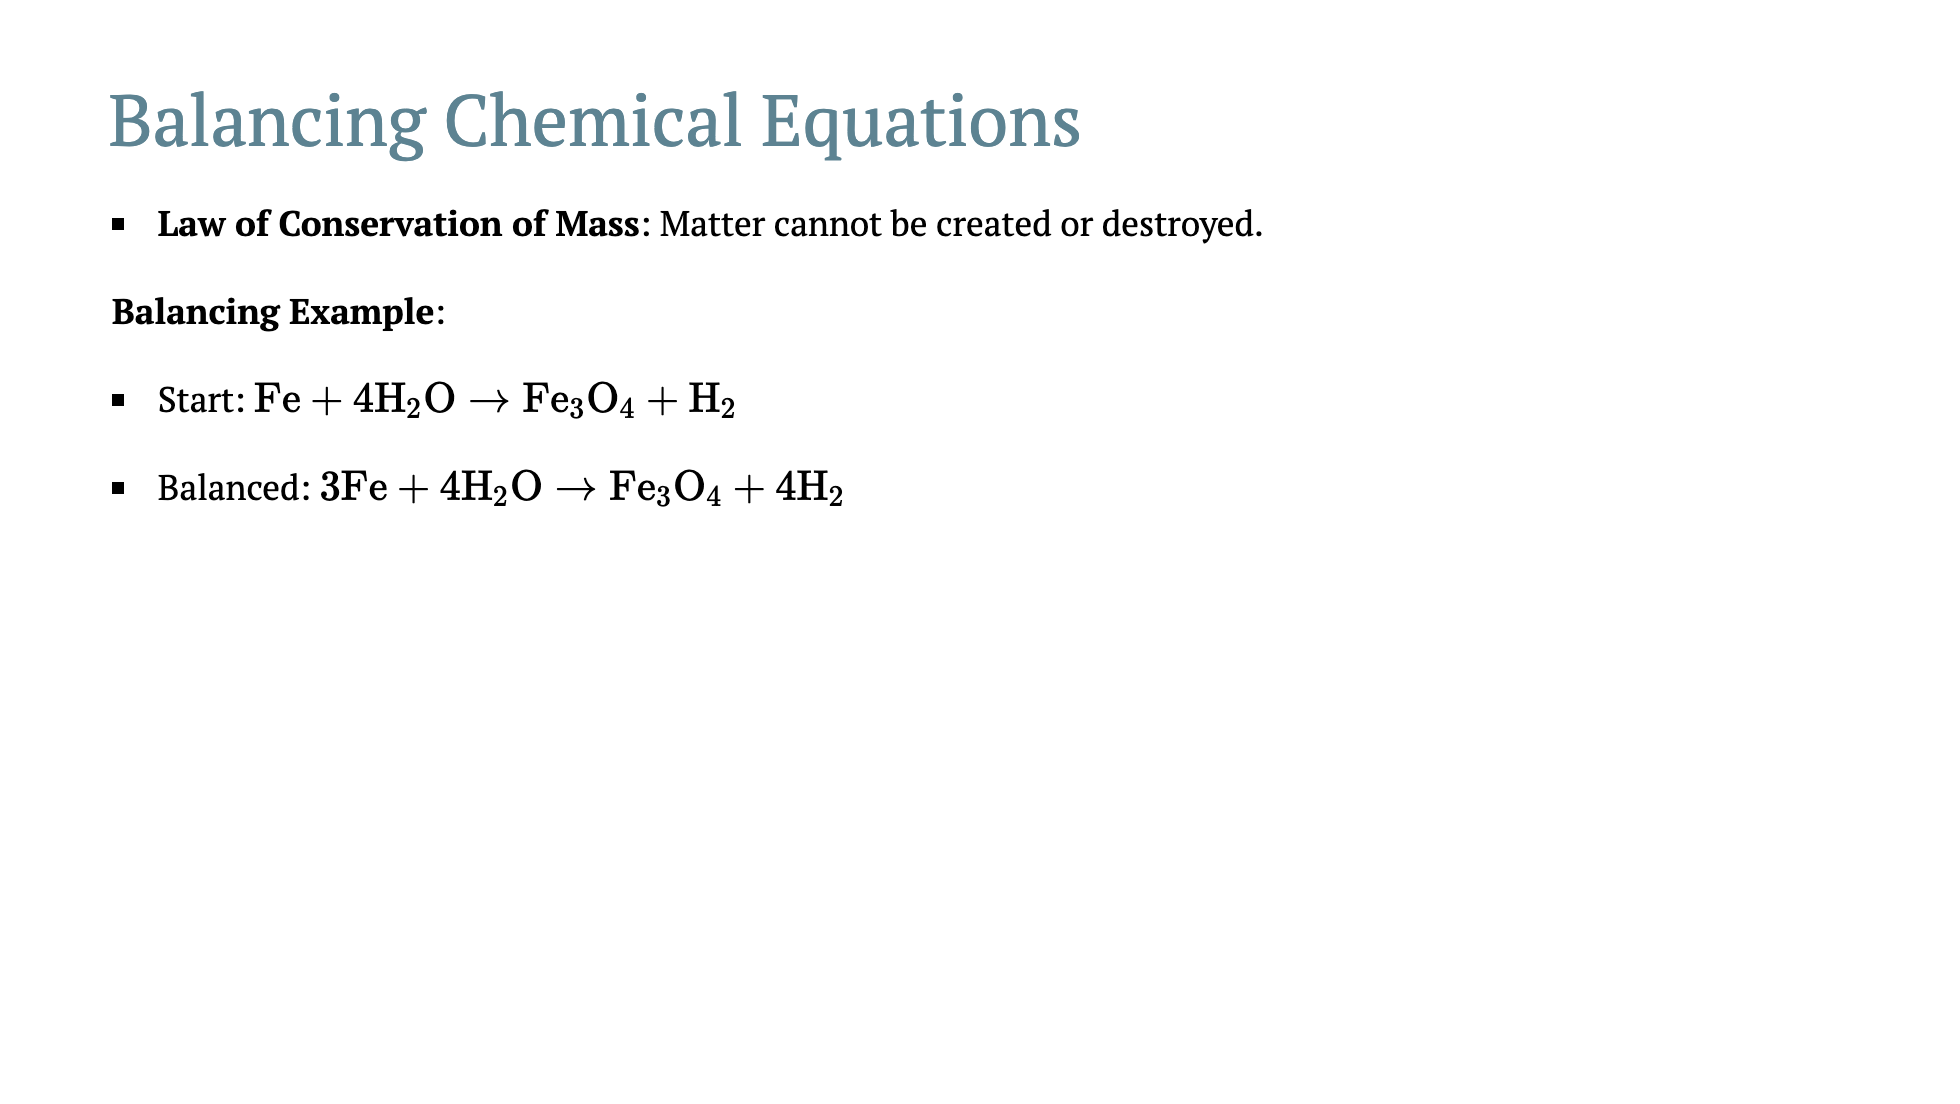 Balancing Chemical Equations
▪ Law of Conservation of Mass: Matter cannot be created or destroyed.
Balancing Example:
▪ Start: Fe + 4H₂O → Fe₃O₄ + H₂
▪ Balanced: 3Fe + 4H₂O → Fe₃O₄ + 4H₂